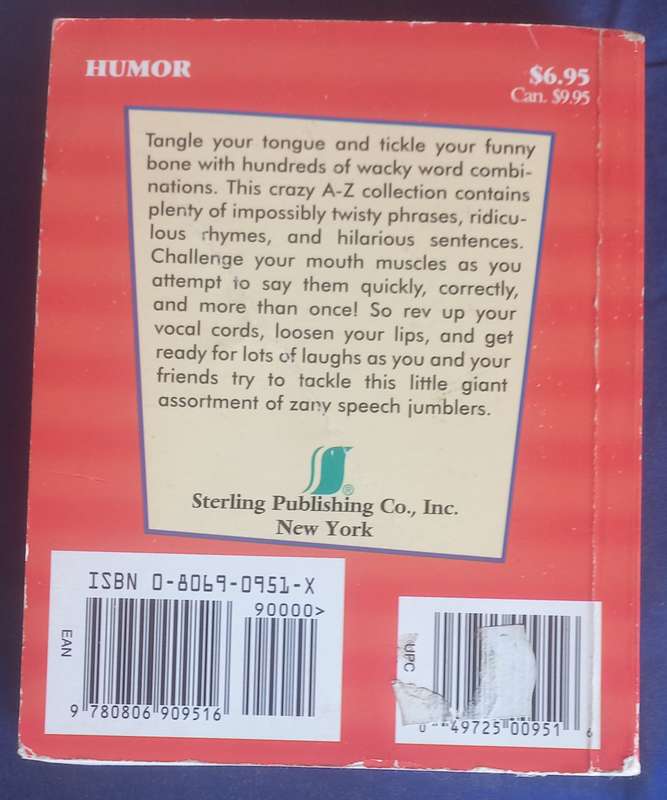 HUMOR
$6.95
Can. $9.95
Tangle your tongue and tickle your funny
bone with hundreds of wacky word combi-
nations. This crazy A-Z collection contains
plenty of impossibly twisty phrases, ridicu-
lous rhymes, and hilarious sentences.
Challenge your mouth muscles as you
attempt to say them quickly, correctly,
and more than once! So rev up your
vocal cords, loosen your lips, and get
ready for lots of laughs as you and your
friends try to tackle this little giant
assortment of zany speech jumblers.
®
Sterling Publishing Co., Inc.
New York
ISBN 0-8069-0951-X
90000>
EAN
9 780806 909516
UPC
0 49725 00951 6